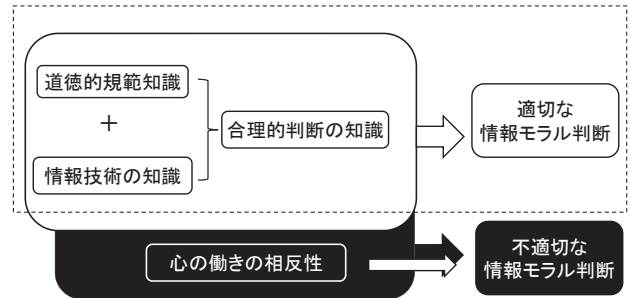 道徳的規範知識
+
情報技術の知識
合理的判断の知識
適切な
情報モラル判断
心の働きの相反性
不適切な
情報モラル判断